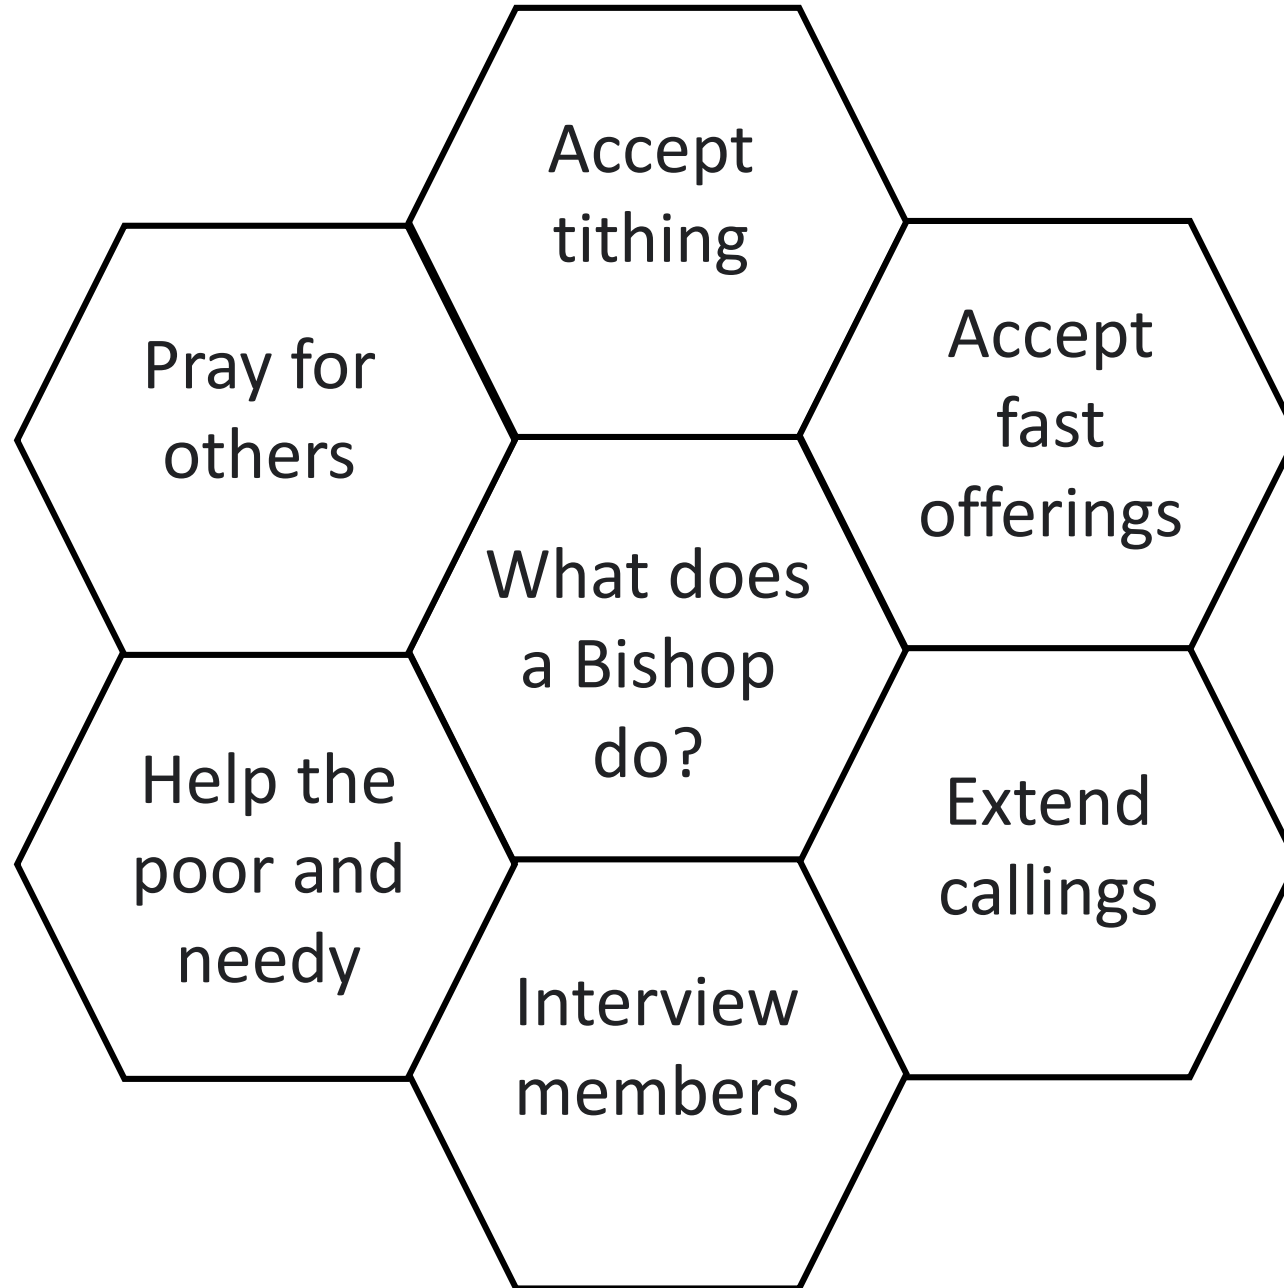 Accept
tithing
Pray for
others
Accept
fast
offerings
What does
a Bishop
do?
Help the
poor and
needy
Extend
callings
Interview
members